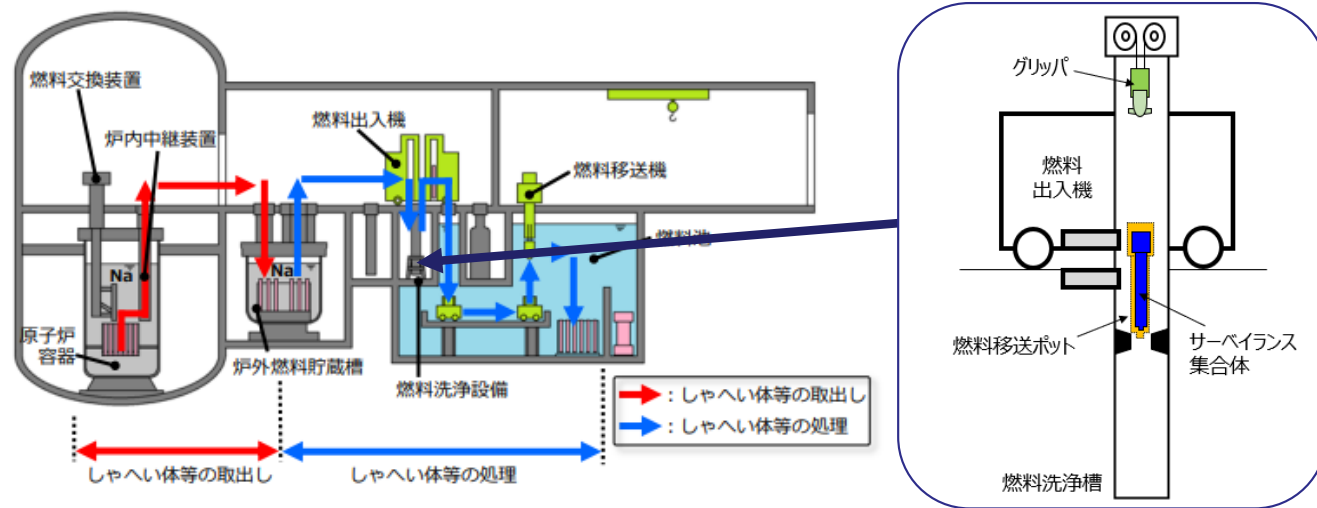 燃料交換装置
炉内中継装置
燃料出入機
燃料移送機
燃料池
Na
Na
原子炉
容器
炉外燃料貯蔵槽
燃料洗浄設備
：しゃへい体等の取出し
：しゃへい体等の処理
しゃへい体等の取出し
しゃへい体等の処理
グリッパ
燃料
出入機
燃料移送ポット
サーベイランス
集合体
燃料洗浄槽